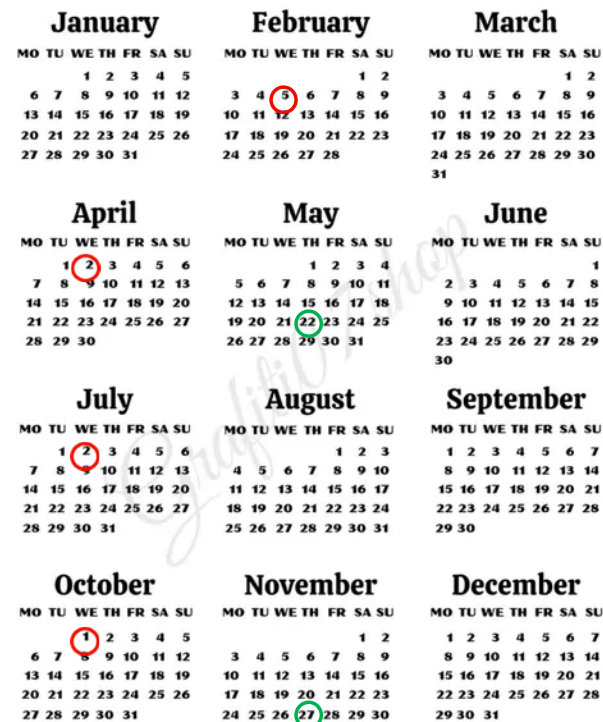 January February March
MO TU WE TH FR SA SU MO TU WE TH FR SA SU MO TU WE TH FR SA SU
1 2 3 4 5 1 2 1 2
6 7 8 9 10 11 12 3 4 5 6 7 8 9 3 4 5 6 7 8 9
13 14 15 16 17 18 19 10 11 12 13 14 15 16 10 11 12 13 14 15 16
20 21 22 23 24 25 26 17 18 19 20 21 22 23 17 18 19 20 21 22 23
27 28 29 30 31 24 25 26 27 28 24 25 26 27 28 29 30
31
April May June
MO TU WE TH FR SA SU MO TU WE TH FR SA SU MO TU WE TH FR SA SU
1 2 3 4 5 6 1 2 3 4 1
7 8 9 10 11 12 13 5 6 7 8 9 10 11 2 3 4 5 6 7 8
14 15 16 17 18 19 20 12 13 14 15 16 17 18 9 10 11 12 13 14 15
21 22 23 24 25 26 27 19 20 21 22 23 24 25 16 17 18 19 20 21 22
28 29 30 26 27 28 29 30 31 23 24 25 26 27 28 29
30
July August September
MO TU WE TH FR SA SU MO TU WE TH FR SA SU MO TU WE TH FR SA SU
1 2 3 4 5 6 1 2 3 1 2 3 4 5 6 7
7 8 9 10 11 12 13 4 5 6 7 8 9 10 8 9 10 11 12 13 14
14 15 16 17 18 19 20 11 12 13 14 15 16 17 15 16 17 18 19 20 21
21 22 23 24 25 26 27 18 19 20 21 22 23 24 22 23 24 25 26 27 28
28 29 30 31 25 26 27 28 29 30 31 29 30
October November December
MO TU WE TH FR SA SU MO TU WE TH FR SA SU MO TU WE TH FR SA SU
1 2 3 4 5 1 2 1 2 3 4 5 6 7
6 7 8 9 10 11 12 3 4 5 6 7 8 9 8 9 10 11 12 13 14
13 14 15 16 17 18 19 10 11 12 13 14 15 16 15 16 17 18 19 20 21
20 21 22 23 24 25 26 17 18 19 20 21 22 23 22 23 24 25 26 27 28
27 28 29 30 31 24 25 26 27 28 29 30 29 30 31
Grafiti07shop